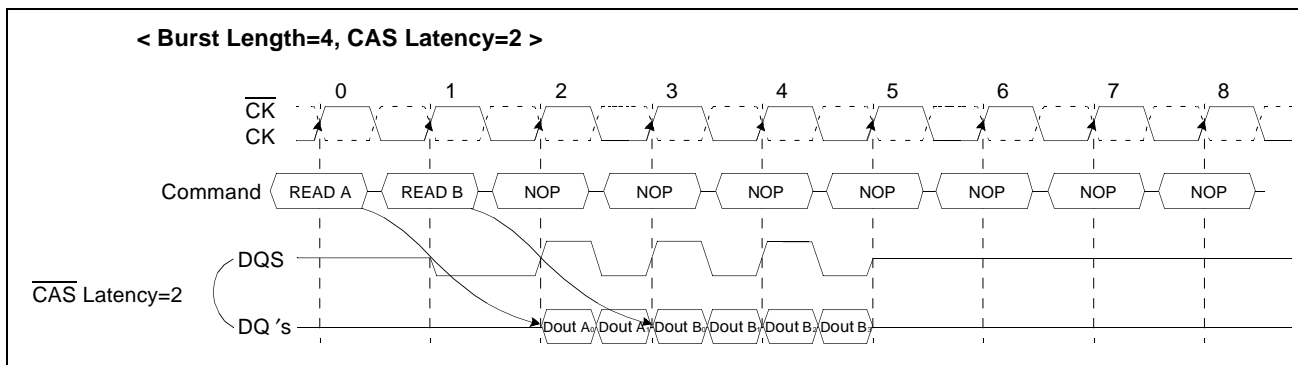 < Burst Length=4, CAS Latency=2 >
0 1 2 3 4 5 6 7 8
CK
CK
Command READ A READ B NOP NOP NOP NOP NOP NOP NOP
DQS
CAS Latency=2
DQ 's Dout A0 Dout A1 Dout B0 Dout B1 Dout B2 Dout B3